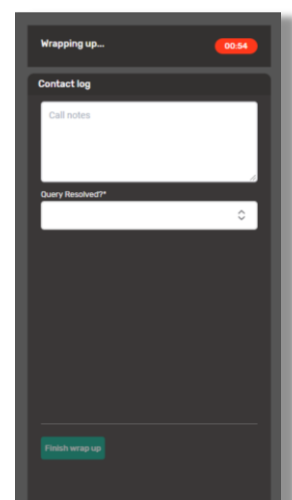 Wrapping up...
00:54
Contact log
Call notes
Query Resolved?*
Finish wrap up